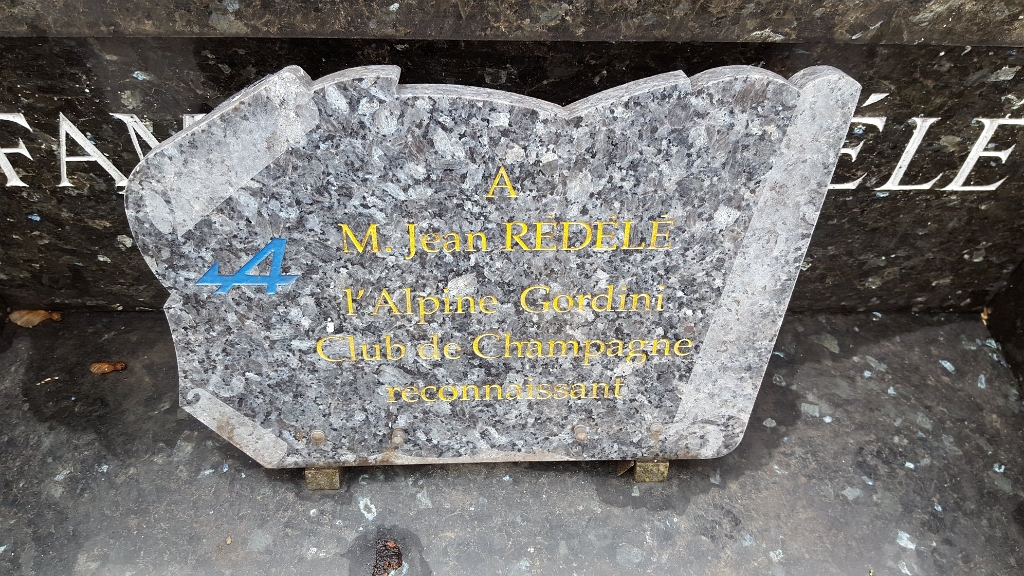 A
M. Jean RÉDÉLÉ
l'Alpine Gordini
Club de Champagne
reconnaissant
A